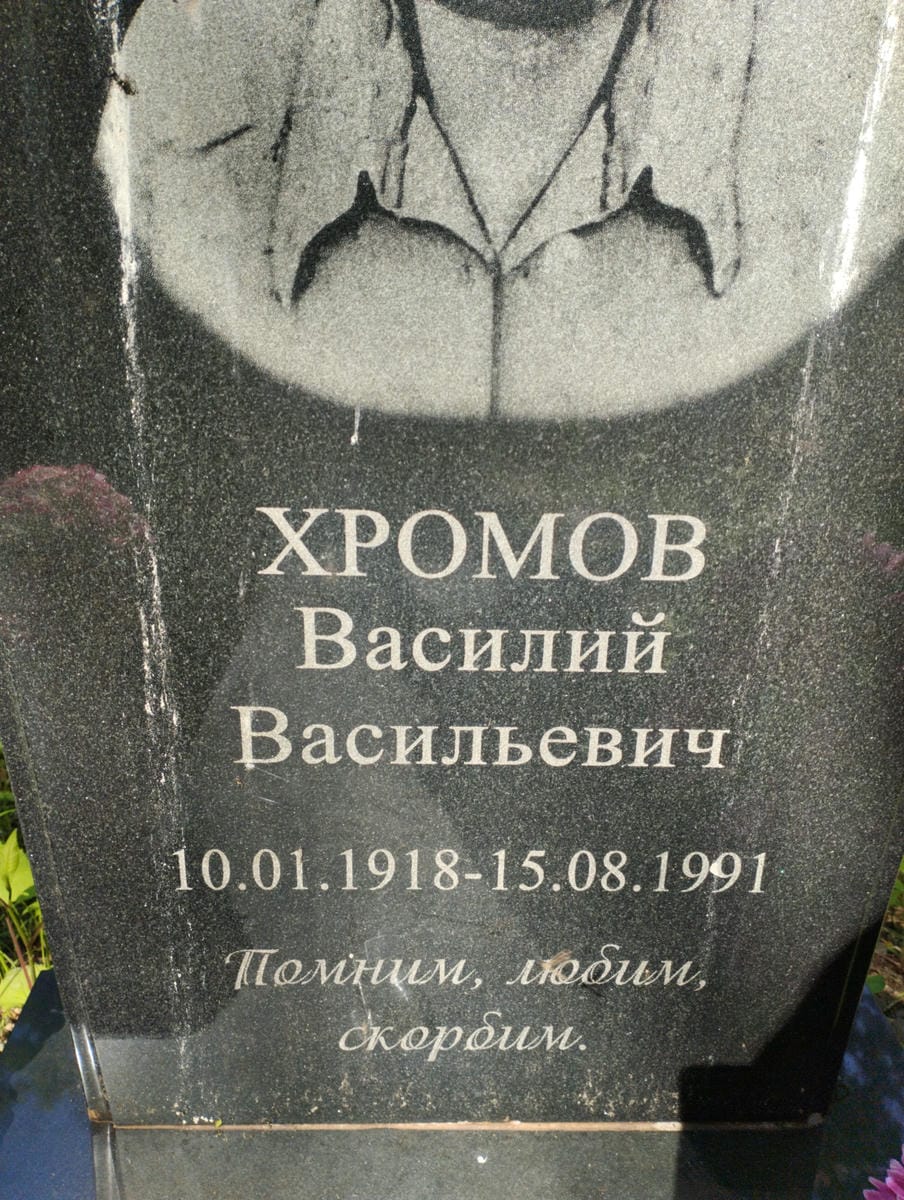 ХРОМОВ
Василий
Васильевич
10.01.1918-15.08.1991
Помним, любим,
скорбим.